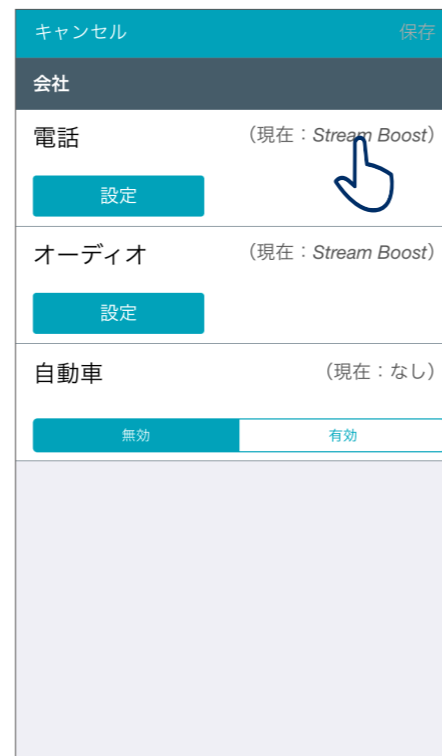 キャンセル 保存
会社
電話 （現在：Stream Boost）
設定
オーディオ （現在：Stream Boost）
設定
自動車 （現在：なし）
無効 有効